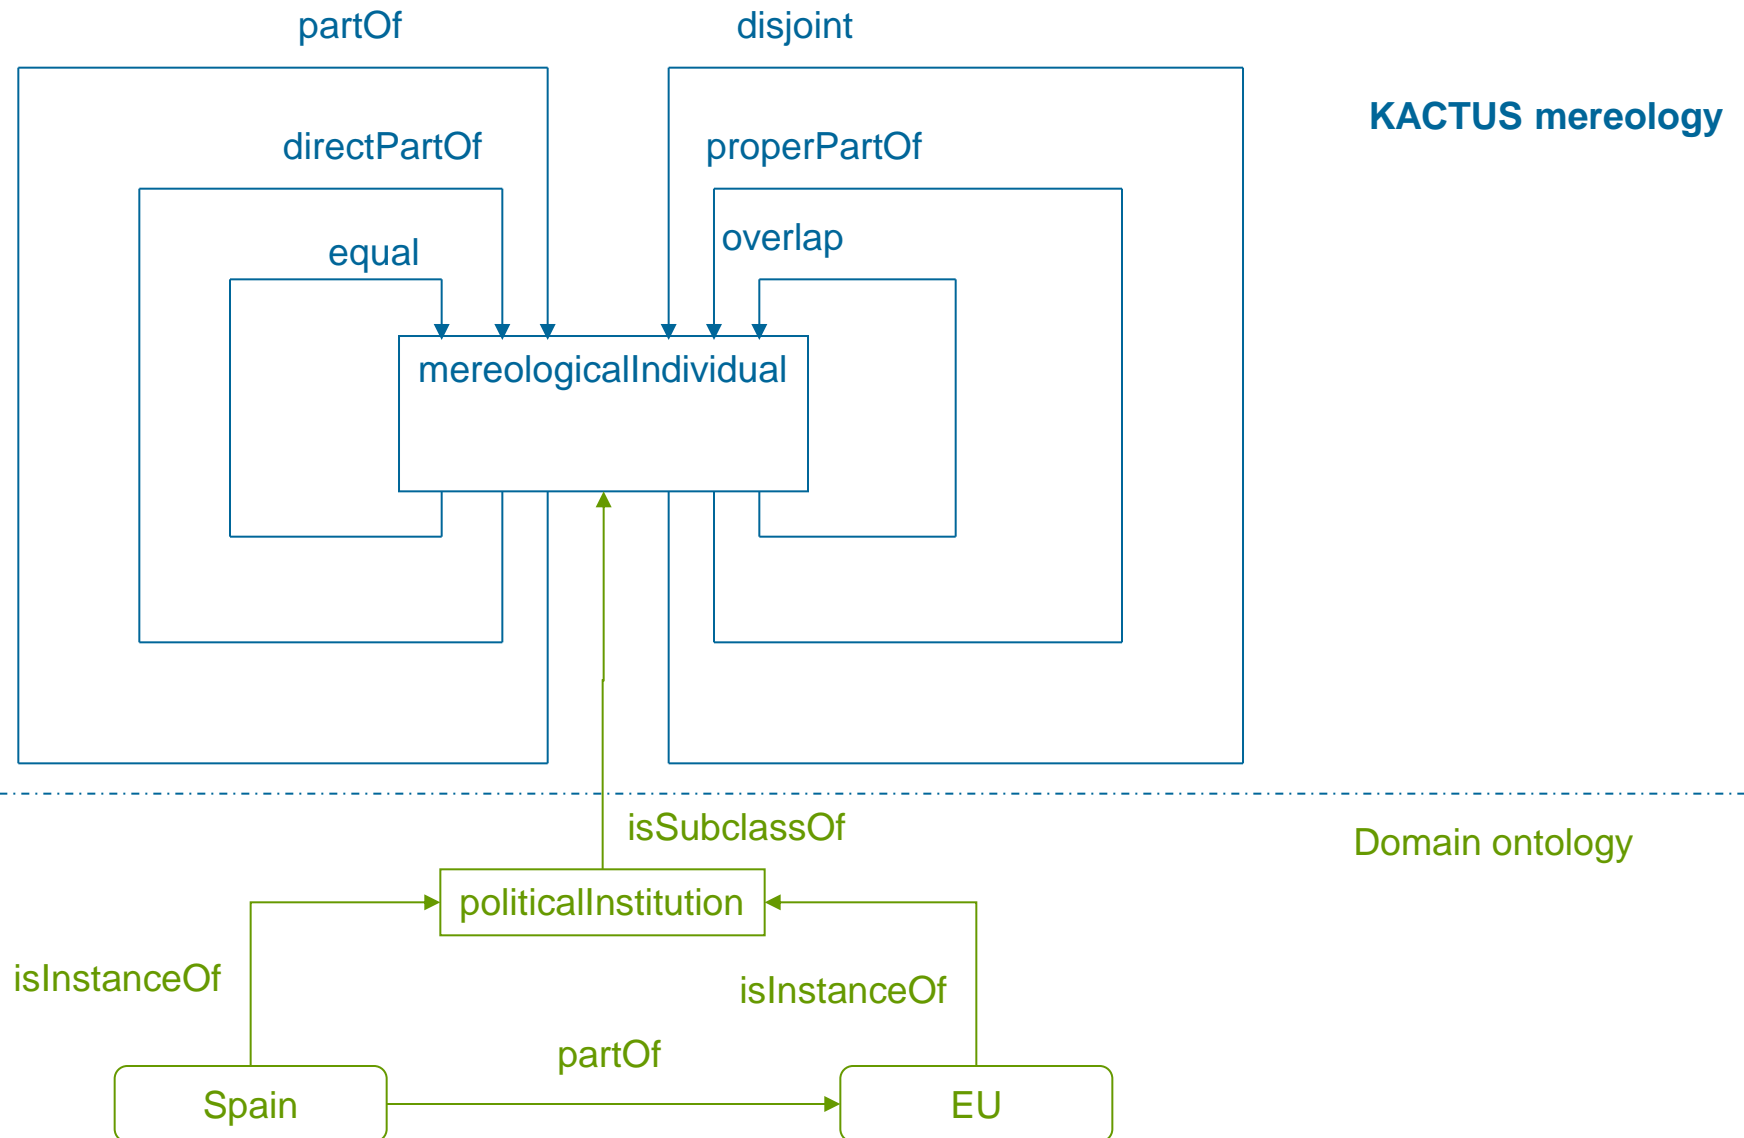 partOf
disjoint
KACTUS mereology
directPartOf
properPartOf
equal
overlap
mereologicalIndividual
isSubclassOf
Domain ontology
politicalInstitution
isInstanceOf
isInstanceOf
partOf
Spain
EU